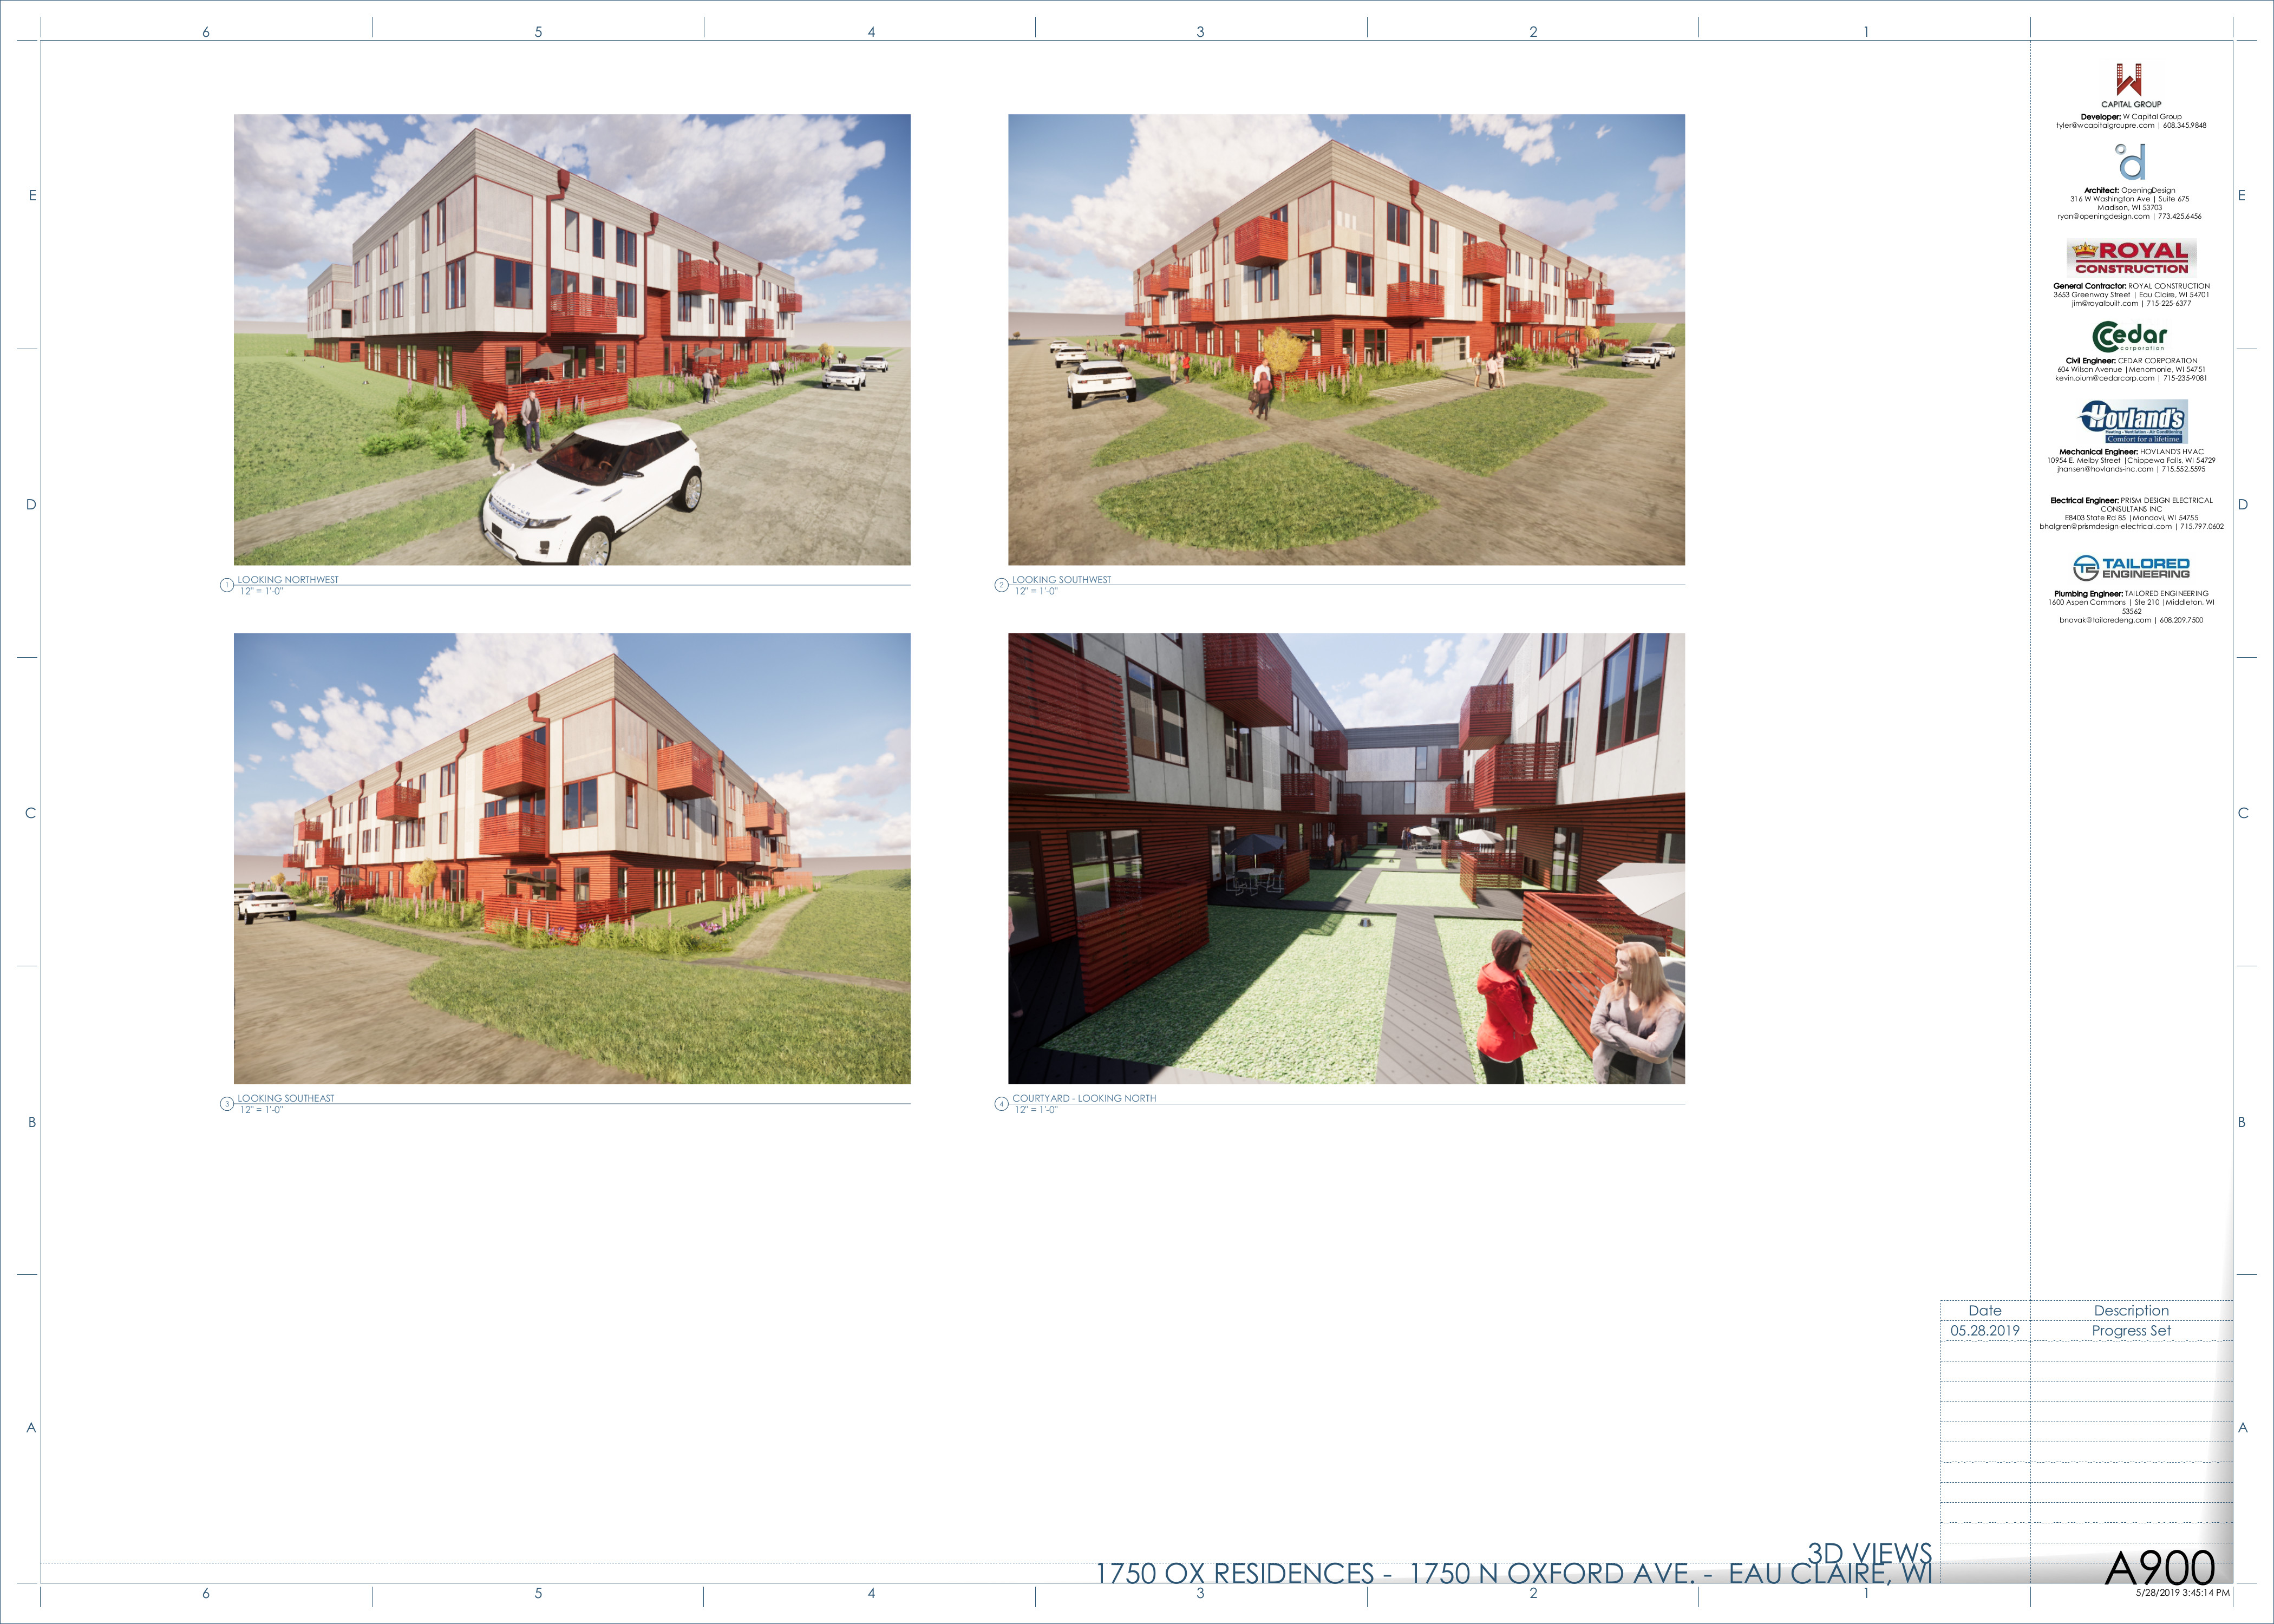 6 5 4 3 2 1
E E
D D
C C
B B
A A
1 LOOKING NORTHWEST
12" = 1'-0"
2 LOOKING SOUTHWEST
12" = 1'-0"
3 LOOKING SOUTHEAST
12" = 1'-0"
4 COURTYARD - LOOKING NORTH
12" = 1'-0"
W
CAPITAL GROUP
Developer: W Capital Group
tyler@wcapitalgroupre.com | 608.345.9848
d
Architect: OpeningDesign
316 W Washington Ave | Suite 675
Madison, WI 53703
ryan@openingdesign.com | 773.425.6456
ROYAL
CONSTRUCTION
General Contractor: ROYAL CONSTRUCTION
3653 Greenway Street | Eau Claire, WI 54701
jim@royalbuilt.com | 715-225-6377
Cedar
corporation
Civil Engineer: CEDAR CORPORATION
604 Wilson Avenue |Menomonie, WI 54751
kevin.oium@cedarcorp.com | 715-235-9081
Hovland's
Heating - Ventilation - Air Conditioning
Comfort for a lifetime.
Mechanical Engineer: HOVLAND'S HVAC
10954 E. Melby Street |Chippewa Falls, WI 54729
jhansen@hovlands-inc.com | 715.552.5595
Electrical Engineer: PRISM DESIGN ELECTRICAL
CONSULTANS INC
E8403 State Rd 85 |Mondovi, WI 54755
bhalgren@prismdesign-electrical.com | 715.797.0602
TE TAILORED
ENGINEERING
Plumbing Engineer: TAILORED ENGINEERING
1600 Aspen Commons | Ste 210 |Middleton, WI
53562
bnovak@tailoredeng.com | 608.209.7500
Date Description
05.28.2019 Progress Set
3D VIEWS
1750 OX RESIDENCES - 1750 N OXFORD AVE. - EAU CLAIRE, WI
A900
5/28/2019 3:45:14 PM
6 5 4 3 2 1